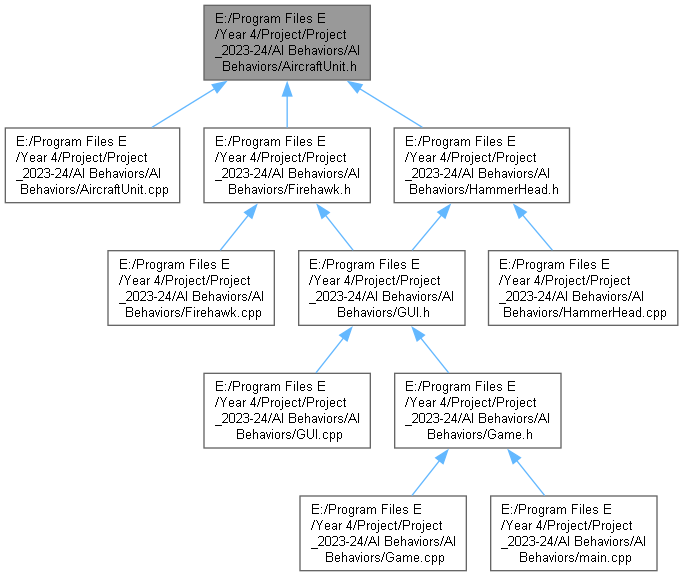 E:/Program Files E
/Year 4/Project/Project
_2023-24/AI Behaviors/AI
Behaviors/AircraftUnit.h
E:/Program Files E
/Year 4/Project/Project
_2023-24/AI Behaviors/AI
Behaviors/AircraftUnit.cpp
E:/Program Files E
/Year 4/Project/Project
_2023-24/AI Behaviors/AI
Behaviors/Firehawk.h
E:/Program Files E
/Year 4/Project/Project
_2023-24/AI Behaviors/AI
Behaviors/HammerHead.h
E:/Program Files E
/Year 4/Project/Project
_2023-24/AI Behaviors/AI
Behaviors/Firehawk.cpp
E:/Program Files E
/Year 4/Project/Project
_2023-24/AI Behaviors/AI
Behaviors/GUI.h
E:/Program Files E
/Year 4/Project/Project
_2023-24/AI Behaviors/AI
Behaviors/HammerHead.cpp
E:/Program Files E
/Year 4/Project/Project
_2023-24/AI Behaviors/AI
Behaviors/GUI.cpp
E:/Program Files E
/Year 4/Project/Project
_2023-24/AI Behaviors/AI
Behaviors/Game.h
E:/Program Files E
/Year 4/Project/Project
_2023-24/AI Behaviors/AI
Behaviors/Game.cpp
E:/Program Files E
/Year 4/Project/Project
_2023-24/AI Behaviors/AI
Behaviors/main.cpp